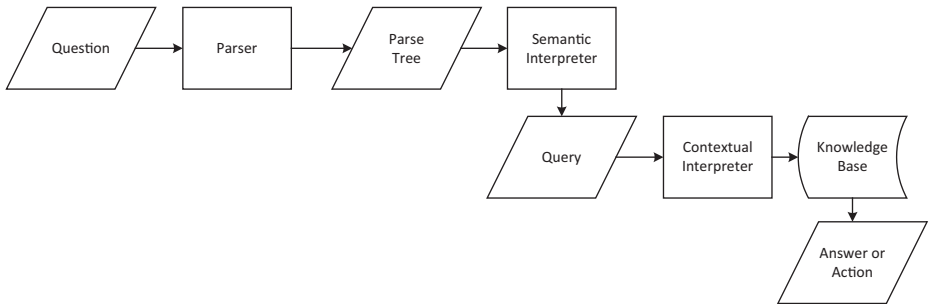 Question
Parser
Parse
Tree
Semantic
Interpreter
Query
Contextual
Interpreter
Knowledge
Base
Answer or
Action